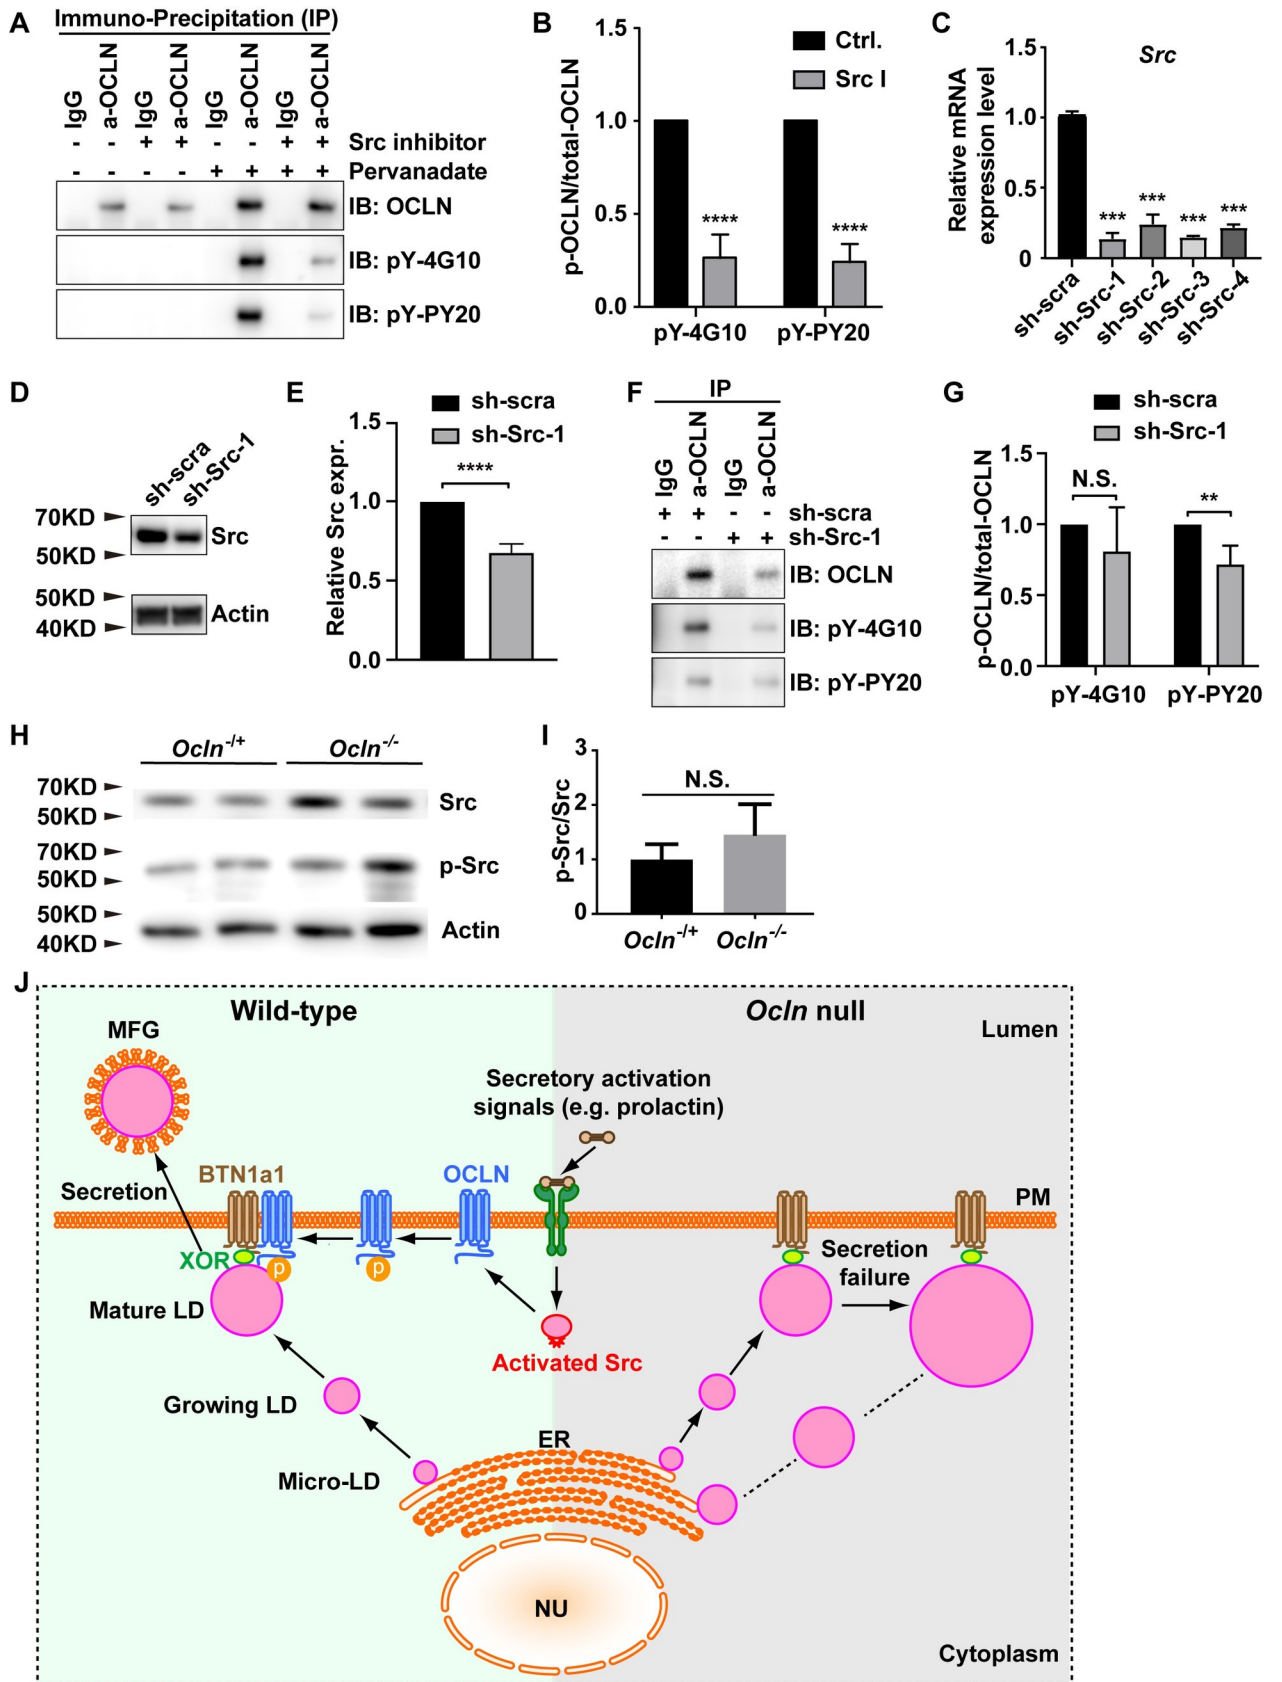 A
Immuno-Precipitation (IP)
IgG a-OCLN IgG a-OCLN IgG a-OCLN IgG a-OCLN
- - + + - - + + Src inhibitor
- - - - + + + + Pervanadate
IB: OCLN
IB: pY-4G10
IB: pY-PY20
B
p-OCLN/total-OCLN
1.5
1.0
0.5
0.0
Ctrl.
Src I
****
****
pY-4G10 pY-PY20
C
Src
Relative mRNA
expression level
1.5
1.0
0.5
0
*** *** *** ***
sh-scra sh-Src-1 sh-Src-2 sh-Src-3 sh-Src-4
D
sh-scra sh-Src-1
70KD
50KD
Src
50KD
40KD
Actin
E
sh-scra
sh-Src-1
Relative Src expr.
1.5
1.0
0.5
0.0
****
F
IP
IgG a-OCLN IgG a-OCLN
+ + - - sh-scra
- - + + sh-Src-1
IB: OCLN
IB: pY-4G10
IB: pY-PY20
G
sh-scra
sh-Src-1
p-OCLN/total-OCLN
1.5
1.0
0.5
0.0
N.S.
**
pY-4G10 pY-PY20
H
Ocln-/+ Ocln-/-
70KD
50KD
Src
70KD
50KD
p-Src
50KD
40KD
Actin
I
p-Src/Src
3
2
1
0
N.S.
Ocln-/+ Ocln-/-
J
Wild-type
Ocln null
MFG
Lumen
Secretory activation
signals (e.g. prolactin)
Secretion
BTN1a1
OCLN
PM
XOR
p
p
Secretion
failure
Mature LD
Activated Src
Growing LD
ER
Micro-LD
NU
Cytoplasm